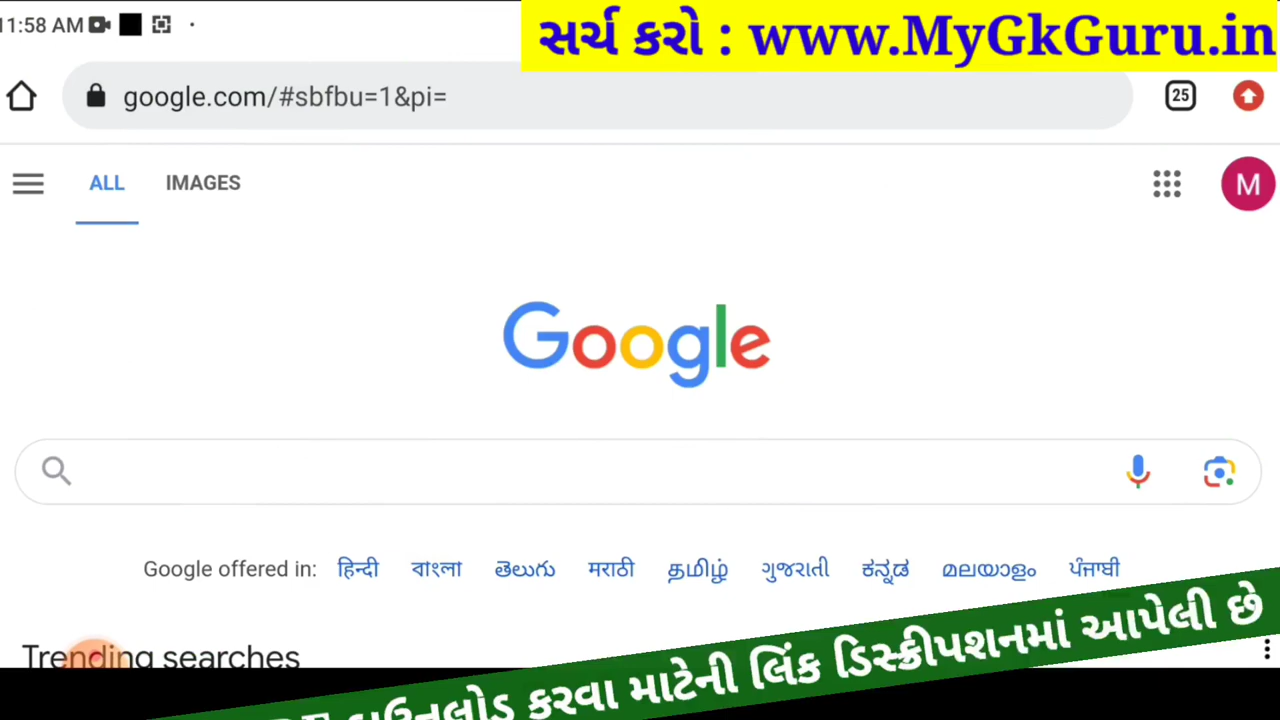 11:58 AM
સર્ચ કરો : www.MyGkGuru.in
google.com/#sbfbu=1&pi=
25
ALL IMAGES
M
Google
Google offered in: हिन्दी বাংলা తెలుగు मराठी தமிழ் ગુજરાતી ಕನ್ನಡ മലയാളം ਪੰਜਾਬੀ
Trending searches
ડાઉનલોડ કરવા માટેની લિંક ડિસ્ક્રીપશનમાં આપેલી છે